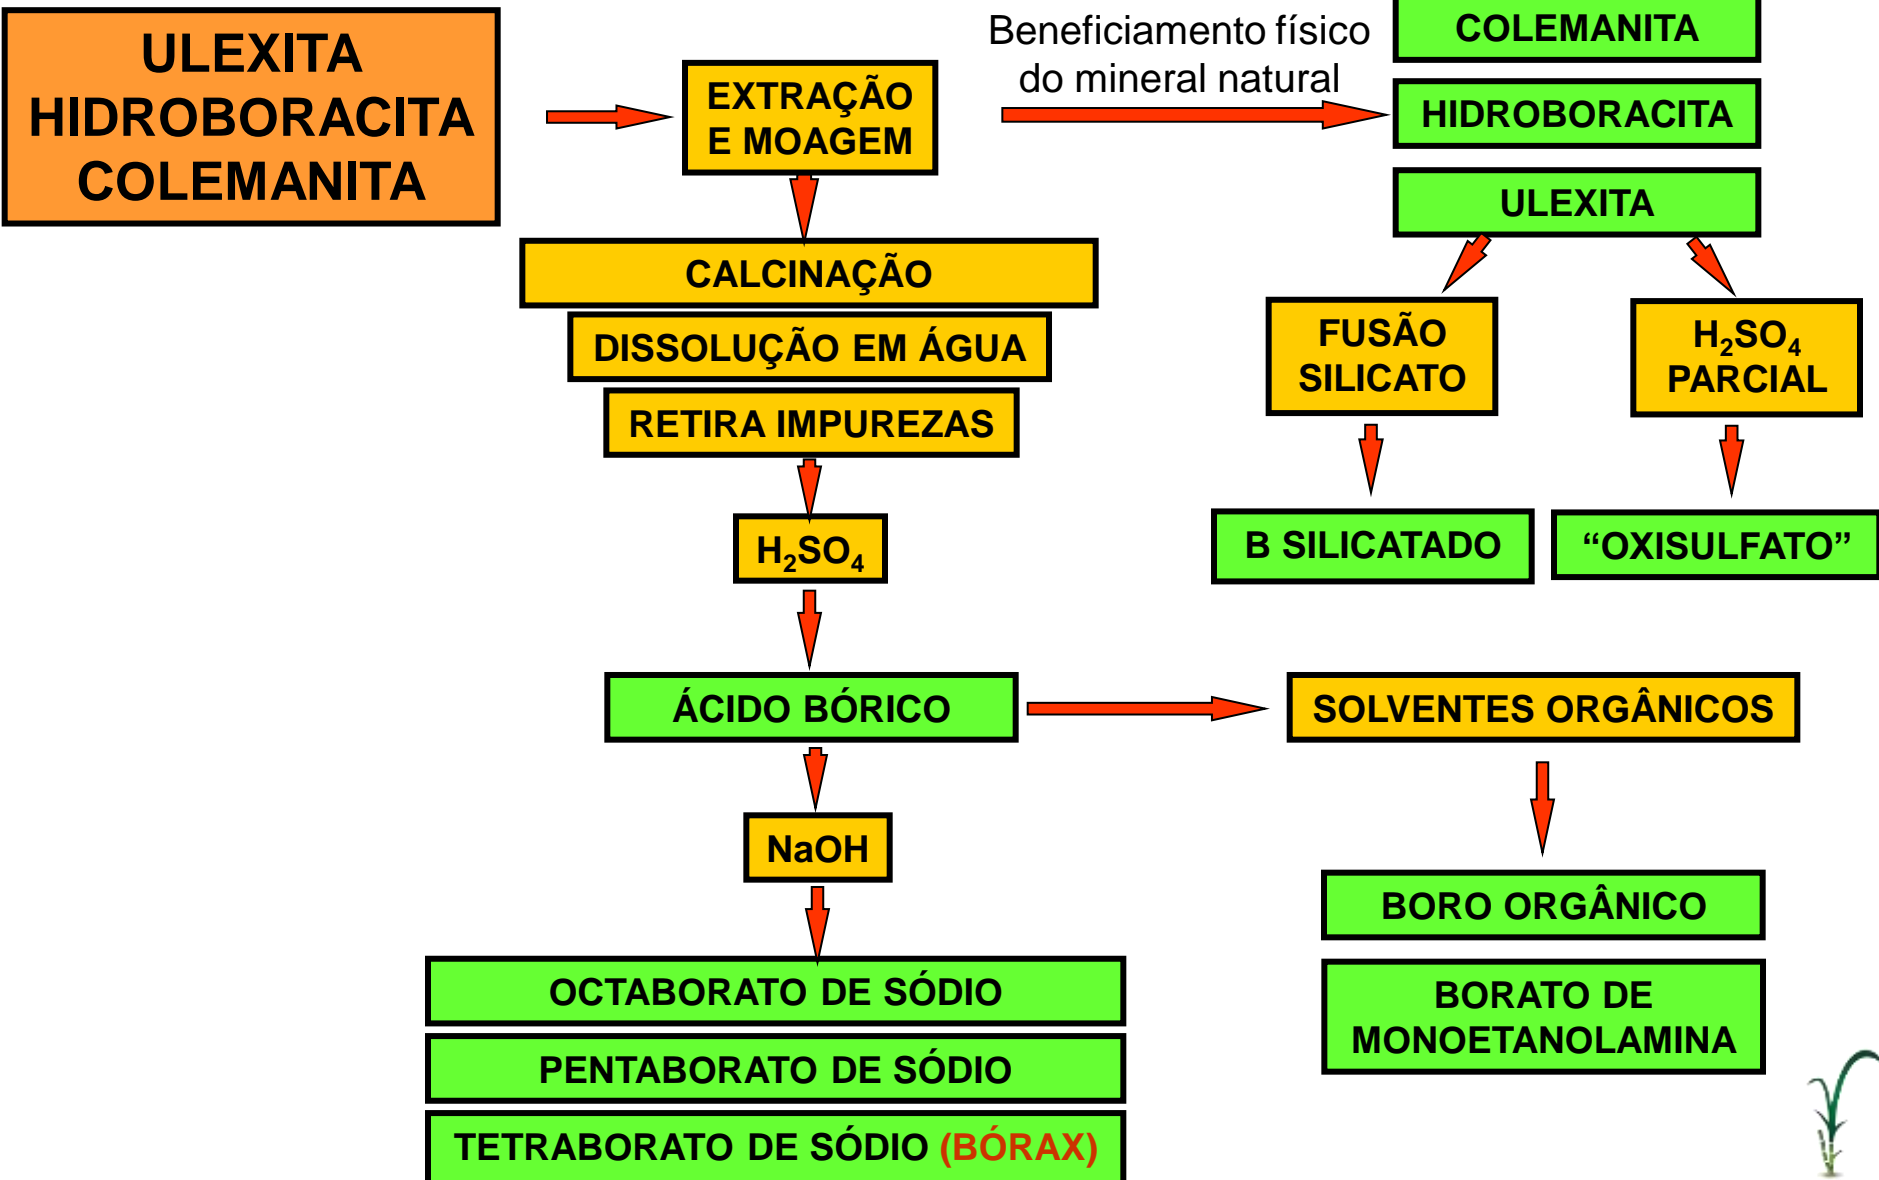 ULEXITA
HIDROBORACITA
COLEMANITA
EXTRAÇÃO
E MOAGEM
Beneficiamento físico
do mineral natural
COLEMANITA
HIDROBORACITA
ULEXITA
CALCINAÇÃO
DISSOLUÇÃO EM ÁGUA
RETIRA IMPUREZAS
H₂SO₄
FUSÃO
SILICATO
H₂SO₄
PARCIAL
B SILICATADO
“OXISULFATO”
ÁCIDO BÓRICO
SOLVENTES ORGÂNICOS
NaOH
BORO ORGÂNICO
BORATO DE
MONOETANOLAMINA
OCTABORATO DE SÓDIO
PENTABORATO DE SÓDIO
TETRABORATO DE SÓDIO (BÓRAX)